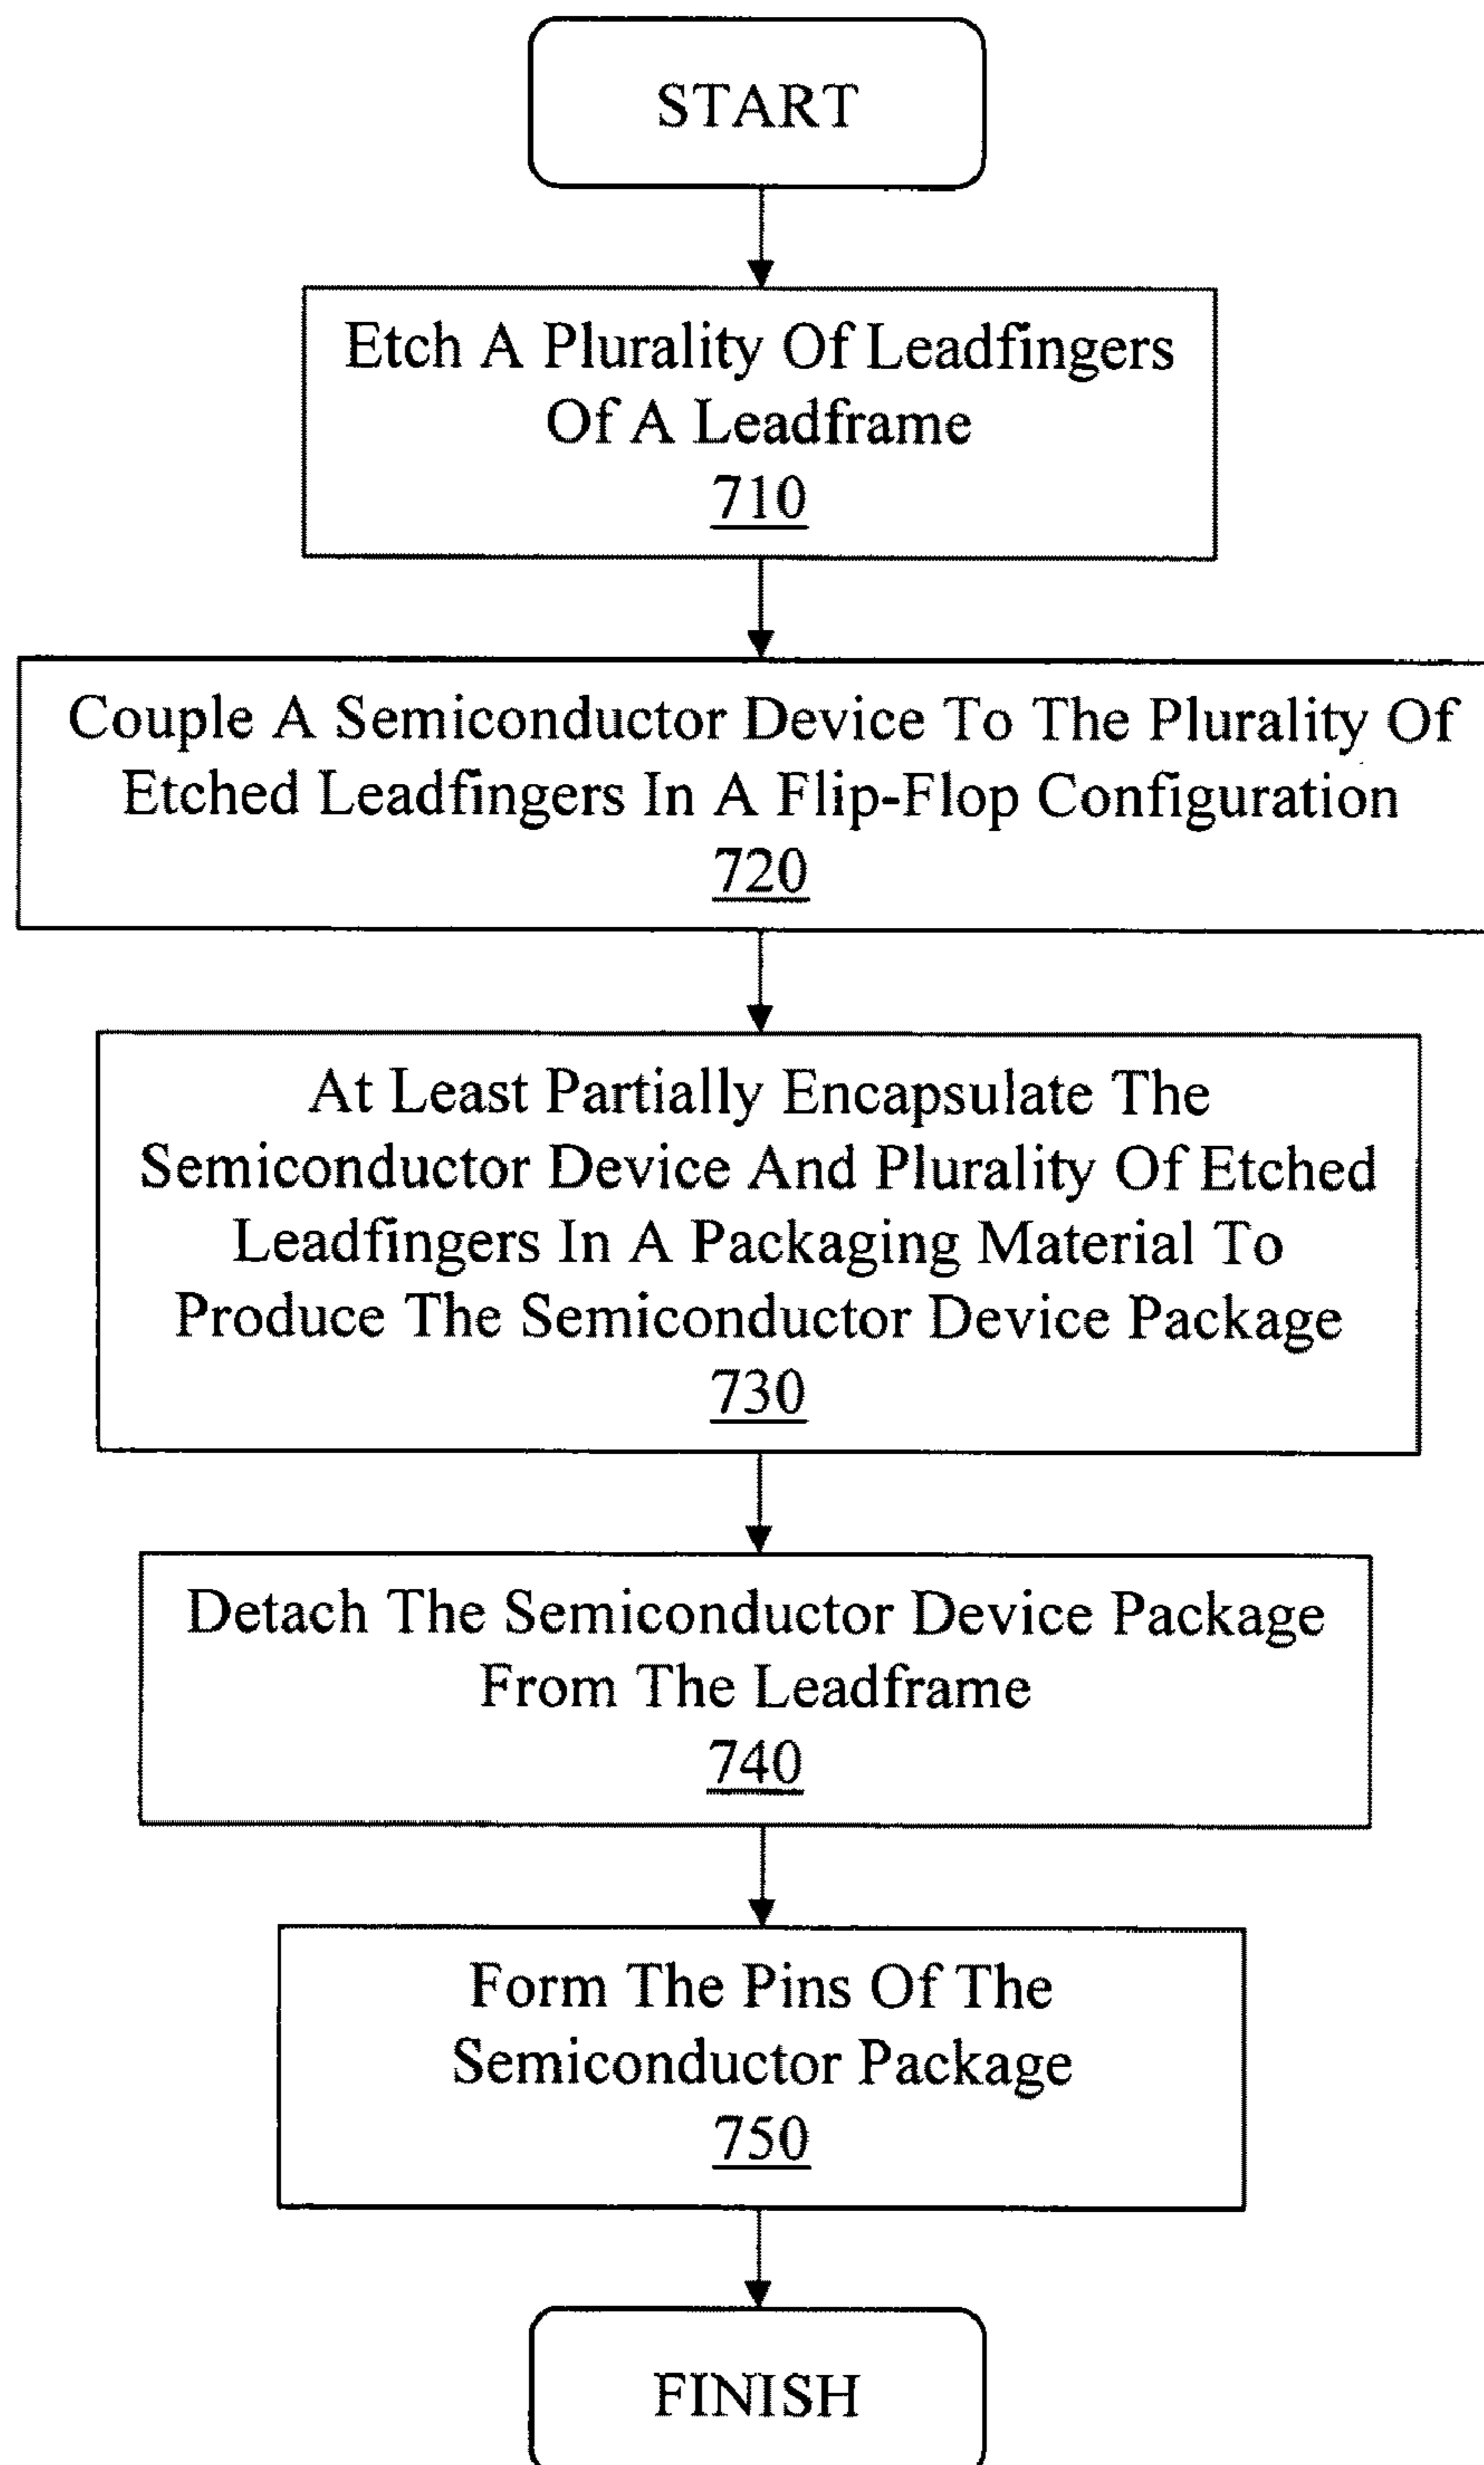 START
Etch A Plurality Of Leadfingers
Of A Leadframe
710
Couple A Semiconductor Device To The Plurality Of
Etched Leadfingers In A Flip-Flop Configuration
720
At Least Partially Encapsulate The
Semiconductor Device And Plurality Of Etched
Leadfingers In A Packaging Material To
Produce The Semiconductor Device Package
730
Detach The Semiconductor Device Package
From The Leadframe
740
Form The Pins Of The
Semiconductor Package
750
FINISH